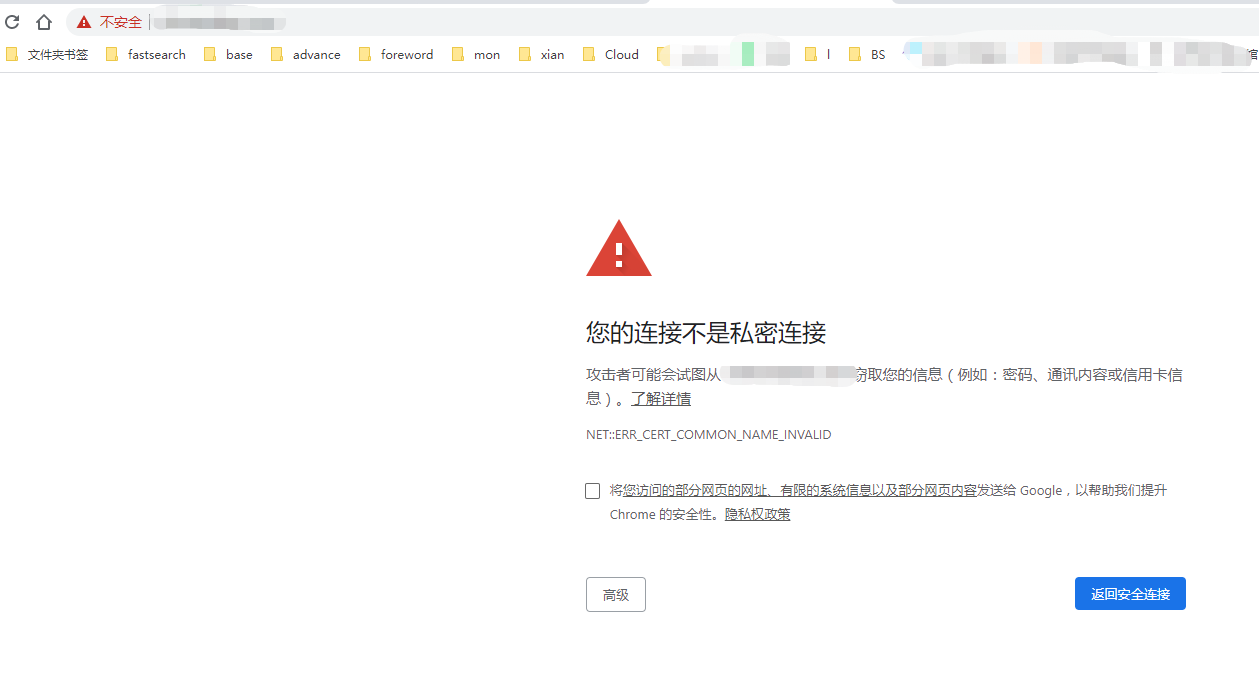 不安全
文件夹书签 fastsearch base advance foreword mon xian Cloud l BS
您的连接不是私密连接
攻击者可能会试图从 窃取您的信息（例如：密码、通讯内容或信用卡信
息）。了解详情
NET::ERR_CERT_COMMON_NAME_INVALID
将您访问的部分网页的网址、有限的系统信息以及部分网页内容发送给 Google，以帮助我们提升
Chrome 的安全性。隐私权政策
高级 返回安全连接